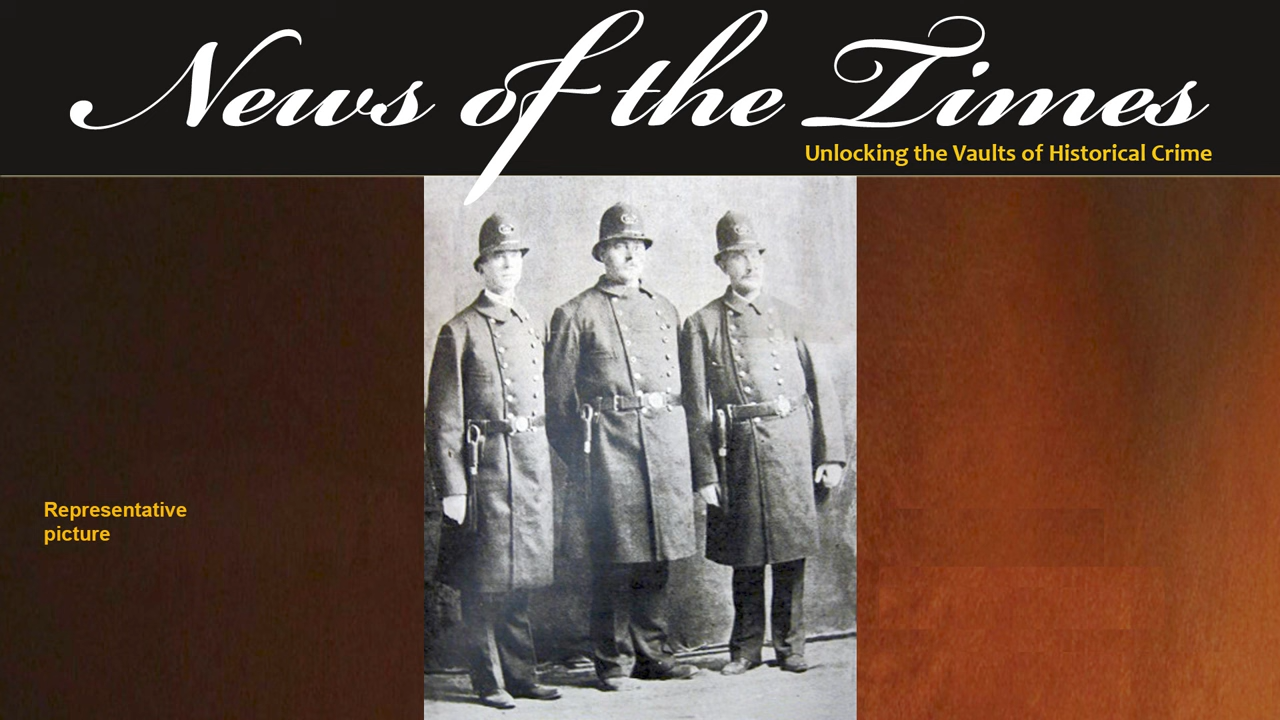 News of the Times
Unlocking the Vaults of Historical Crime
Representative
picture